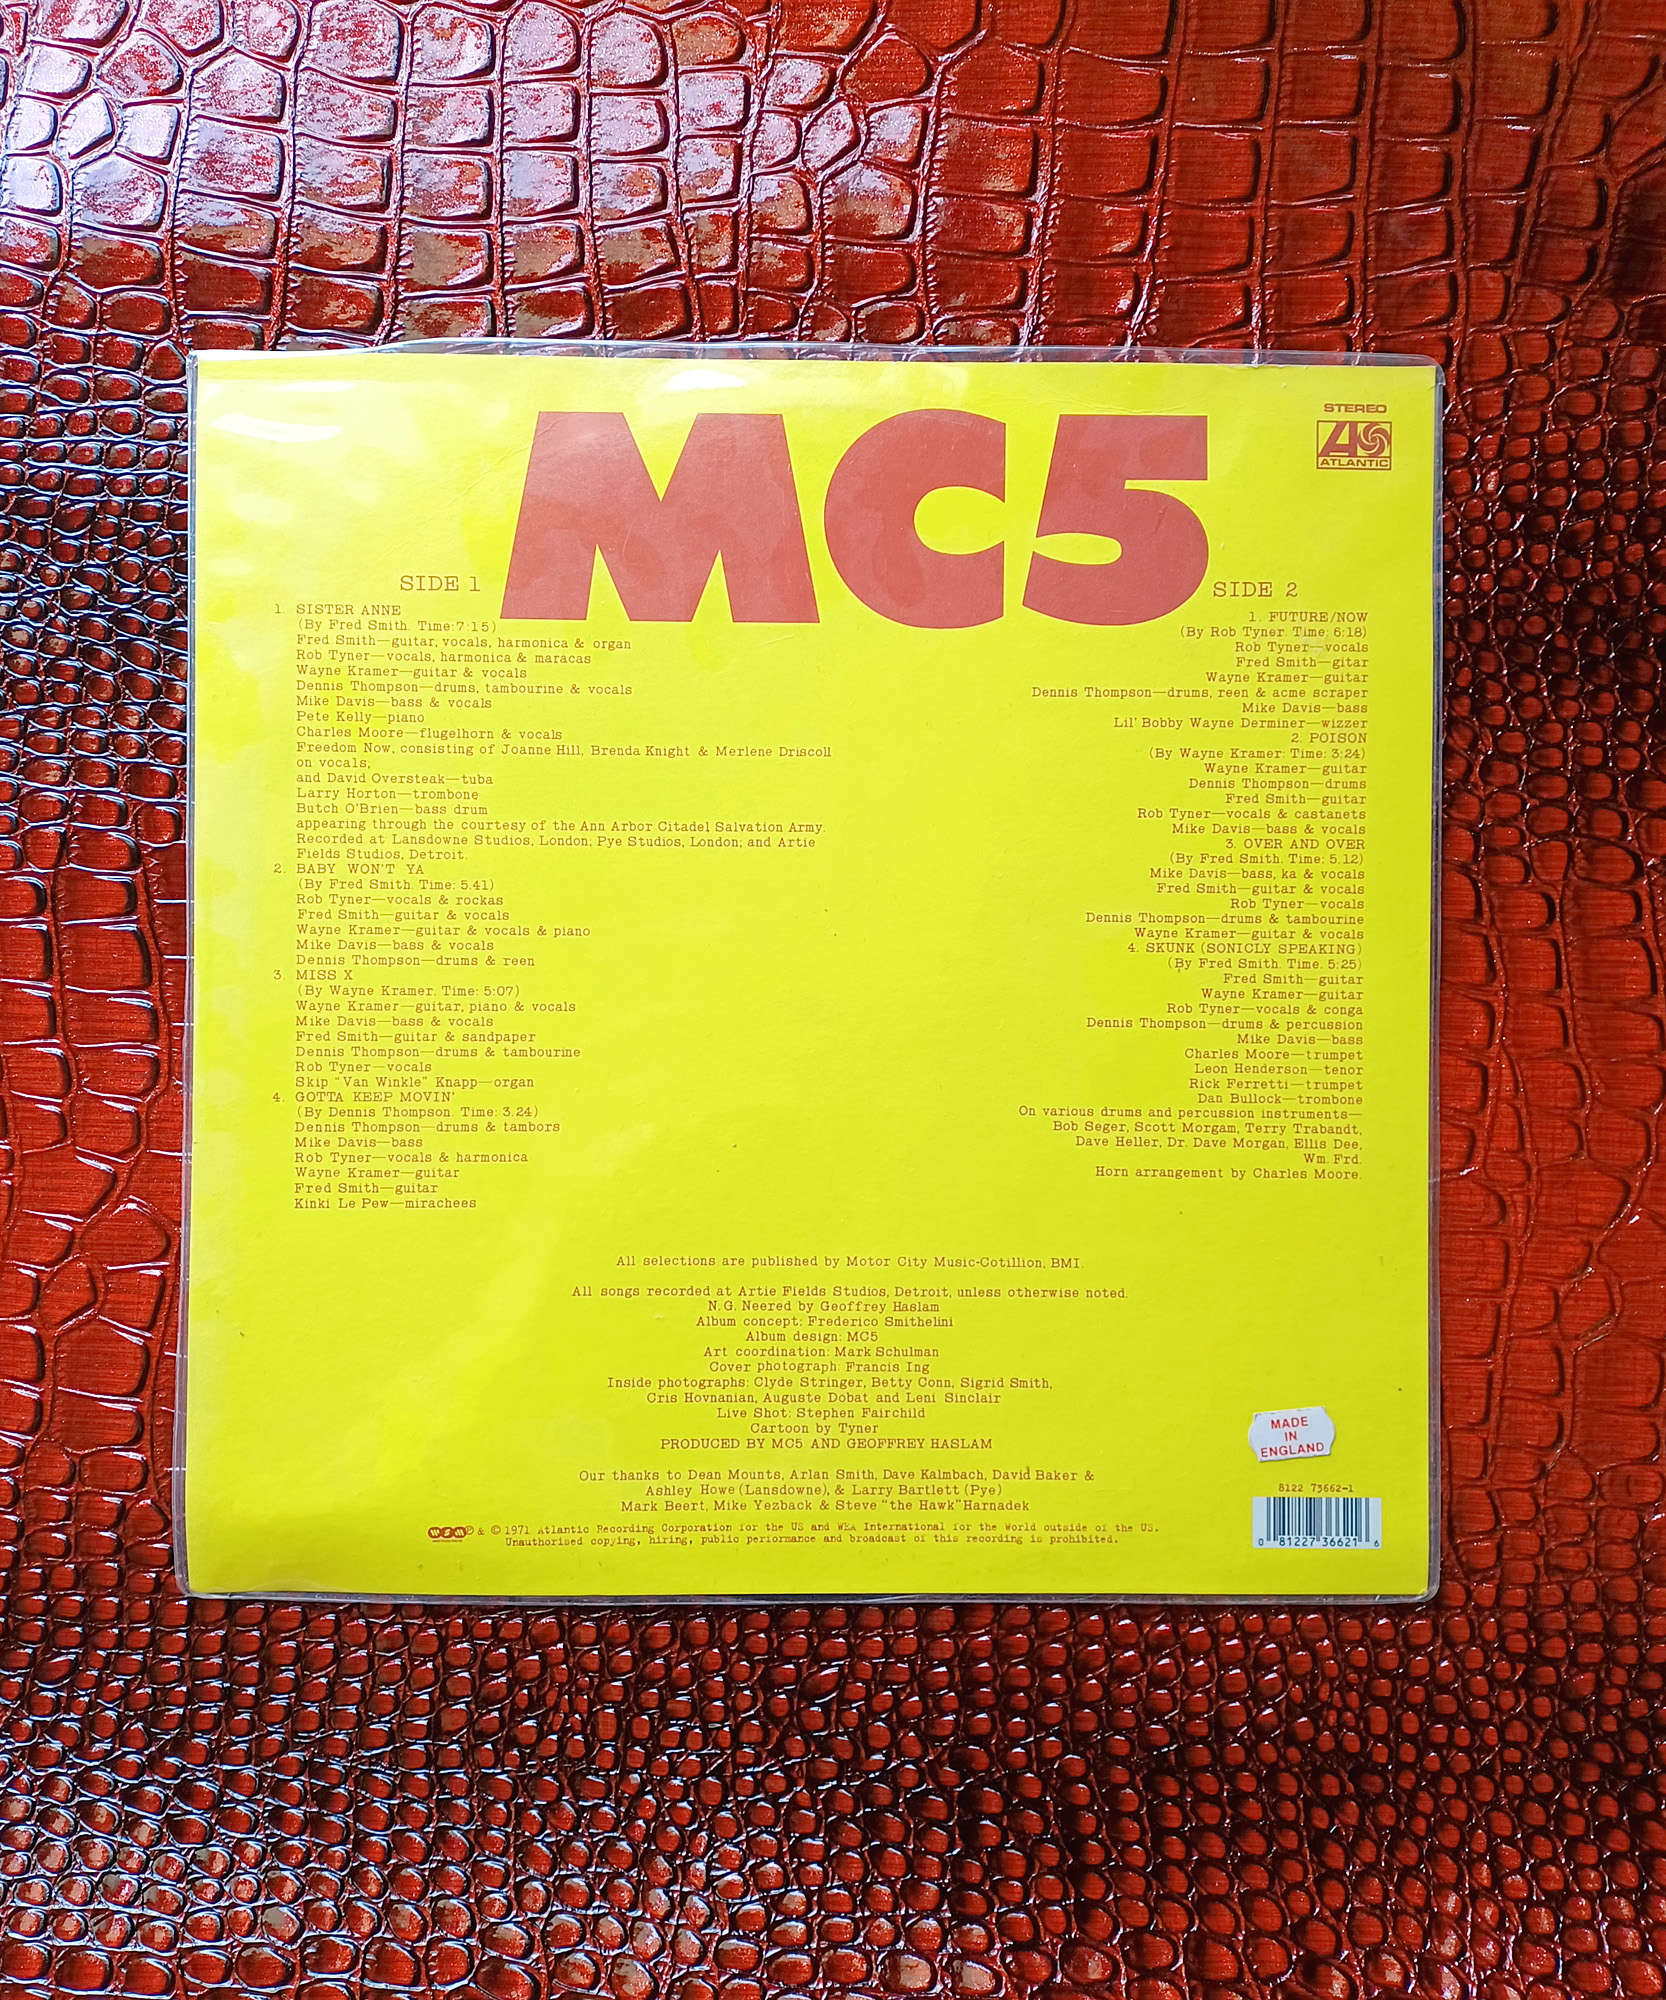 MC5
STEREO
ATLANTIC
SIDE 1
1. SISTER ANNE
(By Fred Smith. Time:7:15)
Fred Smith—guitar, vocals, harmonica & organ
Rob Tyner—vocals, harmonica & maracas
Wayne Kramer—guitar & vocals
Dennis Thompson—drums, tambourine & vocals
Mike Davis—bass & vocals
Pete Kelly—piano
Charles Moore—flugelhorn & vocals
Freedom Now, consisting of Joanne Hill, Brenda Knight & Merlene Driscoll
on vocals;
and David Oversteak—tuba
Larry Horton—trombone
Butch O'Brien—bass drum
appearing through the courtesy of the Ann Arbor Citadel Salvation Army.
Recorded at Lansdowne Studios, London; Pye Studios, London; and Artie
Fields Studios, Detroit.
2. BABY WON'T YA
(By Fred Smith. Time: 5.41)
Rob Tyner—vocals & rockas
Fred Smith—guitar & vocals
Wayne Kramer—guitar & vocals & piano
Mike Davis—bass & vocals
Dennis Thompson—drums & reen
3. MISS X
(By Wayne Kramer. Time: 5:07)
Wayne Kramer—guitar, piano & vocals
Mike Davis—bass & vocals
Fred Smith—guitar & sandpaper
Dennis Thompson—drums & tambourine
Rob Tyner—vocals
Skip "Van Winkle" Knapp—organ
4. GOTTA KEEP MOVIN'
(By Dennis Thompson. Time: 3.24)
Dennis Thompson—drums & tambors
Mike Davis—bass
Rob Tyner—vocals & harmonica
Wayne Kramer—guitar
Fred Smith—guitar
Kinki Le Pew—mirachees
SIDE 2
1. FUTURE/NOW
(By Rob Tyner. Time: 6:18)
Rob Tyner—vocals
Fred Smith—gitar
Wayne Kramer—guitar
Dennis Thompson—drums, reen & acme scraper
Mike Davis—bass
Lil' Bobby Wayne Derminer—wizzer
2. POISON
(By Wayne Kramer: Time: 3:24)
Wayne Kramer—guitar
Dennis Thompson—drums
Fred Smith—guitar
Rob Tyner—vocals & castanets
Mike Davis—bass & vocals
3. OVER AND OVER
(By Fred Smith. Time: 5.12)
Mike Davis—bass, ka & vocals
Fred Smith—guitar & vocals
Rob Tyner—vocals
Dennis Thompson—drums & tambourine
Wayne Kramer—guitar & vocals
4. SKUNK (SONICLY SPEAKING)
(By Fred Smith. Time. 5:25)
Fred Smith—guitar
Wayne Kramer—guitar
Rob Tyner—vocals & conga
Dennis Thompson—drums & percussion
Mike Davis—bass
Charles Moore—trumpet
Leon Henderson—tenor
Rick Ferretti—trumpet
Dan Bullock—trombone
On various drums and percussion instruments—
Bob Seger, Scott Morgam, Terry Trabandt,
Dave Heller, Dr. Dave Morgan, Ellis Dee,
Wm. Frd.
Horn arrangement by Charles Moore.
All selections are published by Motor City Music-Cotillion, BMI.
All songs recorded at Artie Fields Studios, Detroit, unless otherwise noted.
N.G. Neered by Geoffrey Haslam
Album concept: Frederico Smithelini
Album design: MC5
Art coordination: Mark Schulman
Cover photograph: Francis Ing
Inside photographs: Clyde Stringer, Betty Conn, Sigrid Smith,
Cris Hovnanian, Auguste Dobat and Leni Sinclair
Live Shot: Stephen Fairchild
Cartoon by Tyner
PRODUCED BY MC5 AND GEOFFREY HASLAM
Our thanks to Dean Mounts, Arlan Smith, Dave Kalmbach, David Baker &
Ashley Howe (Lansdowne), & Larry Bartlett (Pye)
Mark Beert, Mike Yezback & Steve "the Hawk"Harnadek
℗ & © 1971 Atlantic Recording Corporation for the US and WEA International for the World outside of the US.
Unauthorised copying, hiring, public performance and broadcast of this recording is prohibited.
MADE
IN
ENGLAND
8122 73662-1
0 81227 36621 6